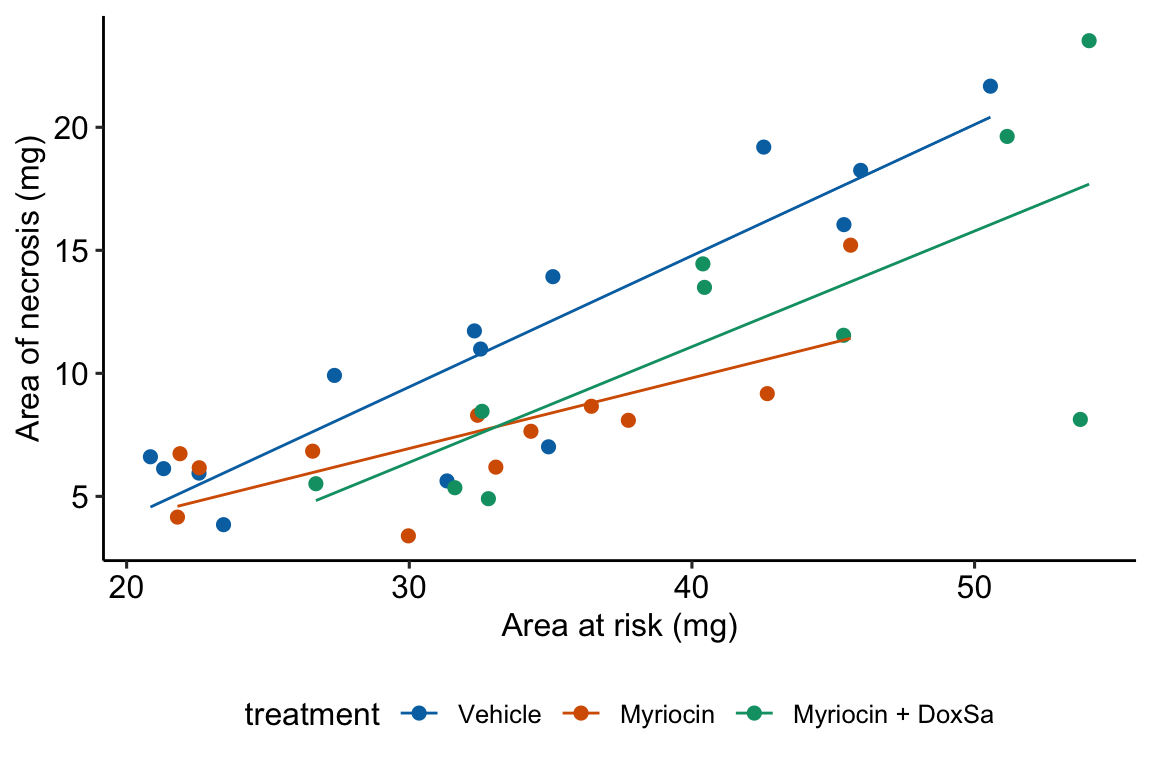 Area of necrosis (mg)
20
15
10
5
20 30 40 50
Area at risk (mg)
treatment Vehicle Myriocin Myriocin + DoxSa